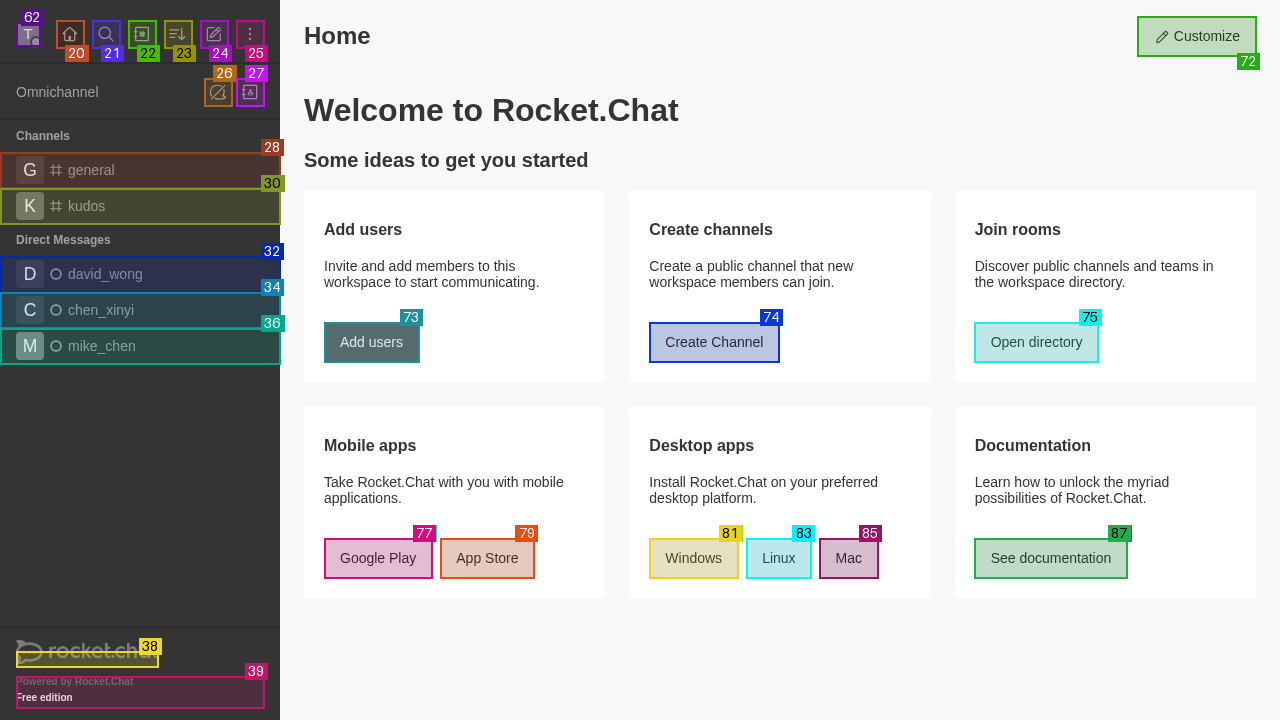 62
T
20
21
22
23
24
25
Omnichannel
26
27
Channels
28
G general
30
K kudos
Direct Messages
32
D david_wong
34
C chen_xinyi
36
M mike_chen
38
rocket.chat
39
Powered by Rocket.Chat
Free edition
Home
Customize
72
Welcome to Rocket.Chat
Some ideas to get you started
Add users
Invite and add members to this
workspace to start communicating.
73
Add users
Create channels
Create a public channel that new
workspace members can join.
74
Create Channel
Join rooms
Discover public channels and teams in
the workspace directory.
75
Open directory
Mobile apps
Take Rocket.Chat with you with mobile
applications.
77
79
Google Play
App Store
Desktop apps
Install Rocket.Chat on your preferred
desktop platform.
81
83
85
Windows
Linux
Mac
Documentation
Learn how to unlock the myriad
possibilities of Rocket.Chat.
87
See documentation